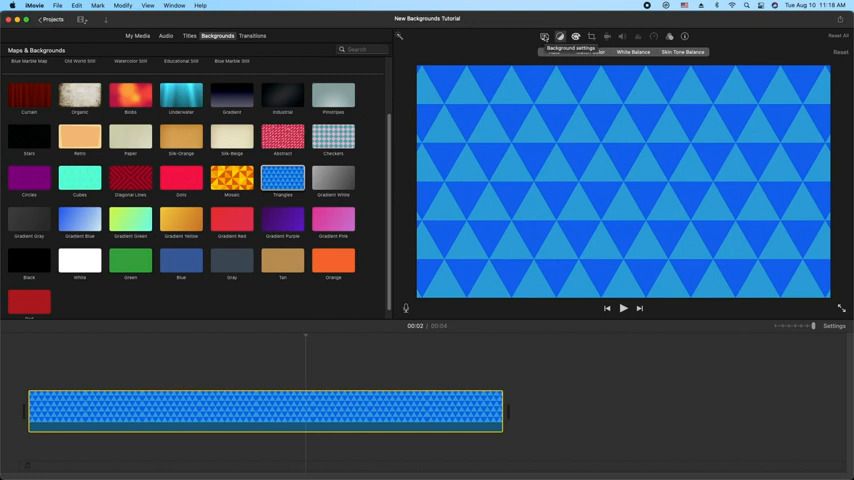 iMovie File Edit Mark Modify View Window Help Tue Aug 10 11:18 AM
Projects New Backgrounds Tutorial
My Media Audio Titles Backgrounds Transitions Reset All
Maps & Backgrounds Search Background settings
White Balance Skin Tone Balance Reset
Blue Marble Map Old World Still Watercolor Still Educational Still Blue Marble Still
Curtain Organic Blobs Underwater Gradient Industrial Pinstripes
Stars Retro Paper Silk-Orange Silk-Beige Abstract Checkers
Circles Cubes Diagonal Lines Dots Mosaic Triangles Gradient White
Gradient Gray Gradient Blue Gradient Green Gradient Yellow Gradient Red Gradient Purple Gradient Pink
Black White Green Blue Gray Tan Orange
00:02 / 00:04 Settings